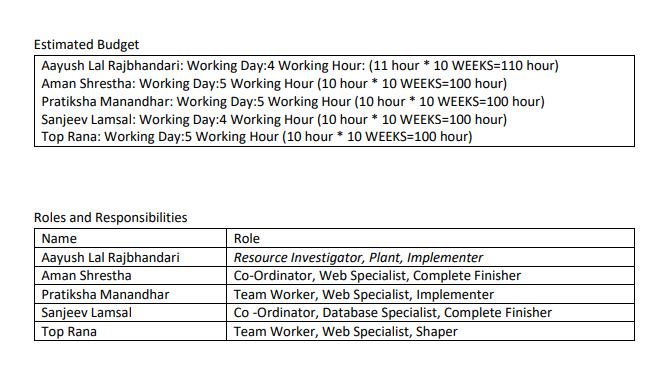 Estimated Budget
Aayush Lal Rajbhandari: Working Day:4 Working Hour: (11 hour * 10 WEEKS=110 hour)
Aman Shrestha: Working Day:5 Working Hour (10 hour * 10 WEEKS=100 hour)
Pratiksha Manandhar: Working Day:5 Working Hour (10 hour * 10 WEEKS=100 hour)
Sanjeev Lamsal: Working Day:4 Working Hour (10 hour * 10 WEEKS=100 hour)
Top Rana: Working Day:5 Working Hour (10 hour * 10 WEEKS=100 hour)
Roles and Responsibilities
Name Role
Aayush Lal Rajbhandari Resource Investigator, Plant, Implementer
Aman Shrestha Co-Ordinator, Web Specialist, Complete Finisher
Pratiksha Manandhar Team Worker, Web Specialist, Implementer
Sanjeev Lamsal Co -Ordinator, Database Specialist, Complete Finisher
Top Rana Team Worker, Web Specialist, Shaper